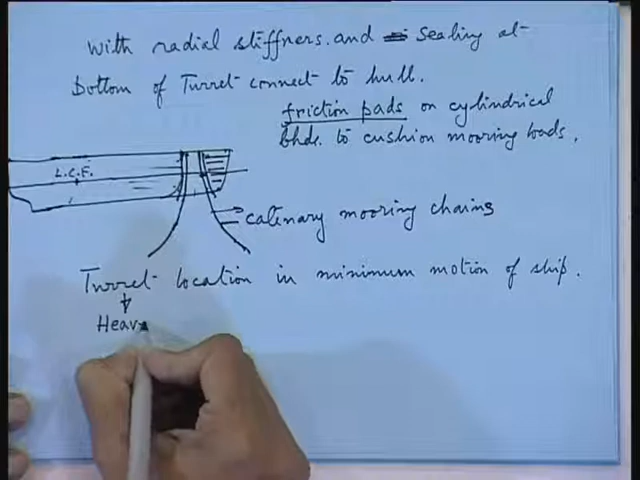 with radial stiffners. and sealing at
bottom of Turret connect to hull.
friction pads on cylindrical
bhds. to cushion mooring loads.
L.C.F.
catenary mooring chains
Turret location in minimum motion of ship.
Heav